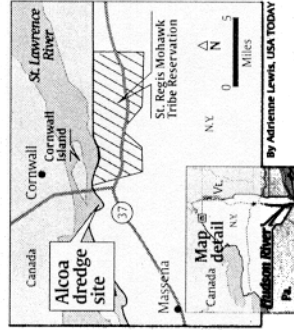 St. Lawrence
River
Cornwall
Cornwall
Island
Canada
Alcoa
dredge
site
37
Massena
St. Regis Mohawk
Tribe Reservation
N
N.Y.
0
5
Miles
Map
detail
Canada
Vt.
N.Y.
Hudson River
Pa.
By Adrienne Lewis, USA TODAY